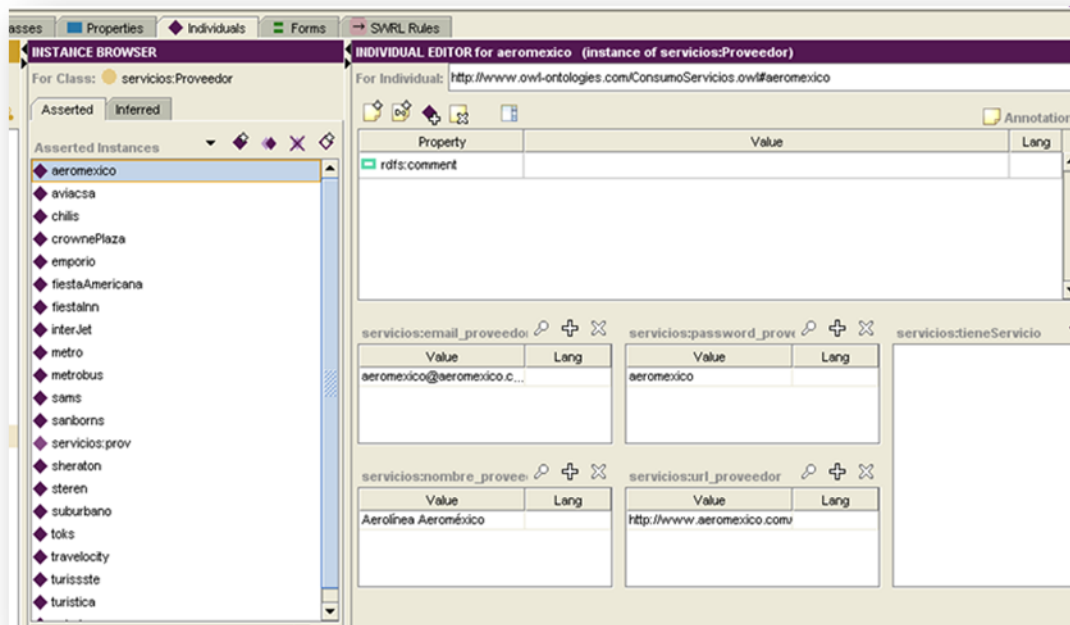 asses Properties Individuals Forms SWRL Rules
INSTANCE BROWSER
For Class: servicios:Proveedor
Asserted Inferred
Asserted Instances
aeromexico
aviacsa
chilis
crownePlaza
emporio
fiestaAmericana
fiestaInn
interJet
metro
metrobus
sams
sanborns
servicios:prov
sheraton
steren
suburbano
toks
travelocity
turissste
turistica
INDIVIDUAL EDITOR for aeromexico (instance of servicios:Proveedor)
For Individual: http://www.owl-ontologies.com/ConsumoServicios.owl#aeromexico
Annotation
Property Value Lang
rdfs:comment
servicios:email_proveedo servicios:password_prove servicios:tieneServicio
Value Lang Value Lang
aeromexico@aeromexico.c... aeromexico
servicios:nombre_provee servicios:url_proveedor
Value Lang Value Lang
Aerolínea Aeroméxico http://www.aeromexico.com/